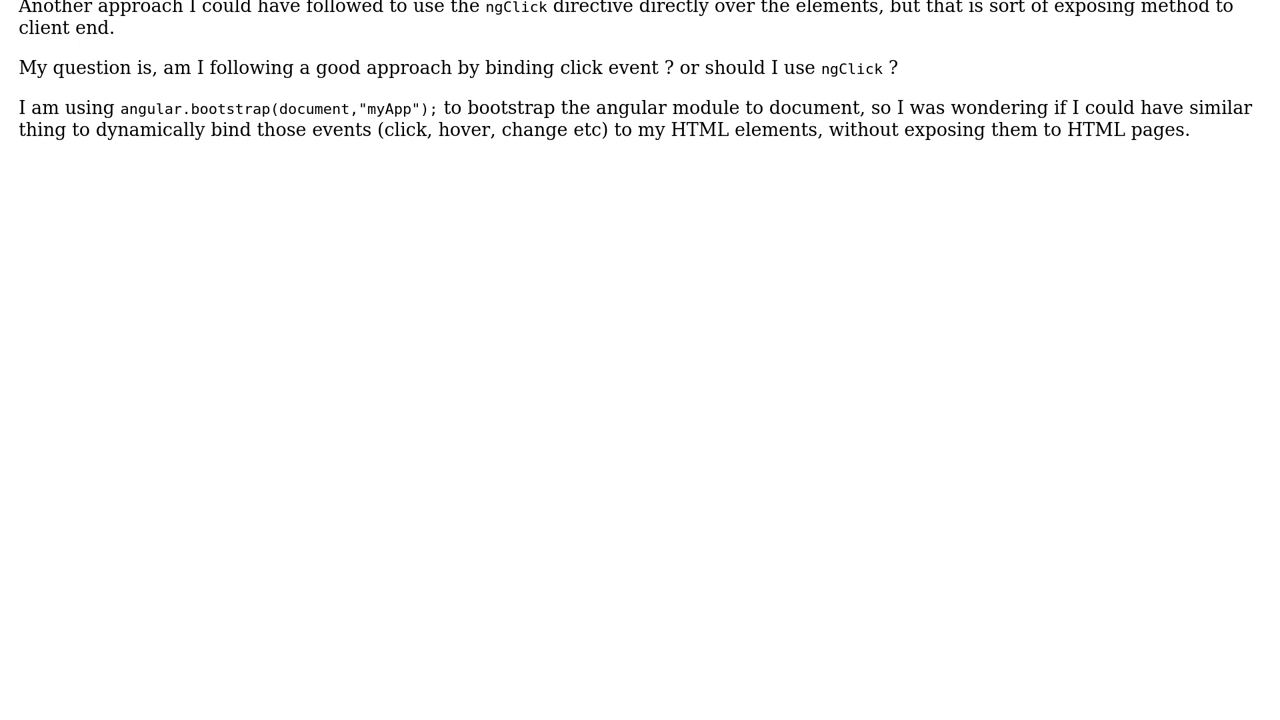 Another approach I could have followed to use the ngClick directive directly over the elements, but that is sort of exposing method to
client end.
My question is, am I following a good approach by binding click event ? or should I use ngClick ?
I am using angular.bootstrap(document,"myApp"); to bootstrap the angular module to document, so I was wondering if I could have similar
thing to dynamically bind those events (click, hover, change etc) to my HTML elements, without exposing them to HTML pages.